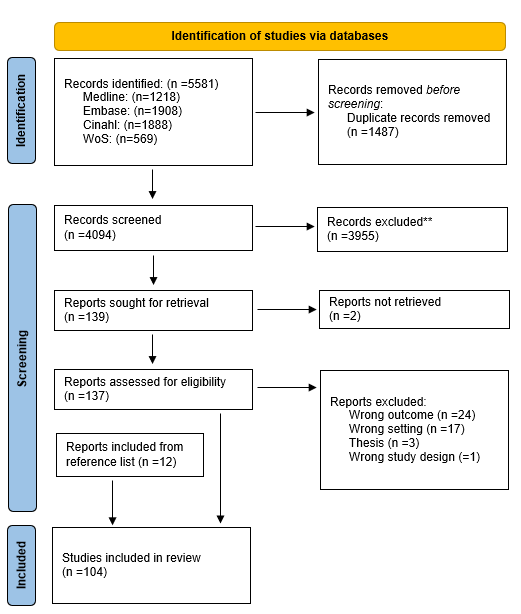 Identification of studies via databases
Identification
Records identified: (n =5581)
Medline: (n=1218)
Embase: (n=1908)
Cinahl: (n=1888)
WoS: (n=569)
Records removed before
screening:
Duplicate records removed
(n =1487)
Screening
Records screened
(n =4094)
Records excluded**
(n =3955)
Reports sought for retrieval
(n =139)
Reports not retrieved
(n =2)
Reports assessed for eligibility
(n =137)
Reports excluded:
Wrong outcome (n =24)
Wrong setting (n =17)
Thesis (n =3)
Wrong study design (=1)
Reports included from
reference list (n =12)
Included
Studies included in review
(n =104)